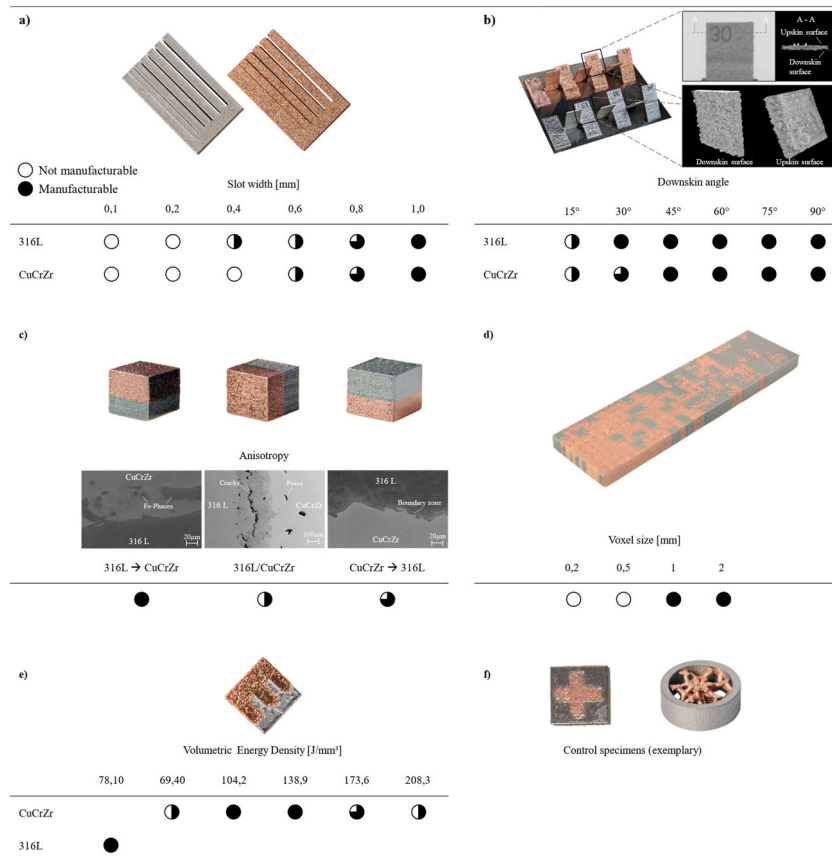 a)
Not manufacturable
Manufacturable
Slot width [mm]
0,1 0,2 0,4 0,6 0,8 1,0
316L
CuCrZr
b)
A A
30
A - A
Upskin surface
Downskin
surface
Downskin surface
Upskin surface
Downskin angle
15° 30° 45° 60° 75° 90°
316L
CuCrZr
c)
Anisotropy
CuCrZr
Fe-Phases
316 L
20µm
Cracks
Pores
316 L
CuCrZr
100µm
316 L
Boundary zone
CuCrZr
20µm
316L → CuCrZr
316L/CuCrZr
CuCrZr → 316L
d)
Voxel size [mm]
0,2 0,5 1 2
e)
Volumetric Energy Density [J/mm³]
78,10 69,40 104,2 138,9 173,6 208,3
CuCrZr
316L
f)
Control specimens (exemplary)